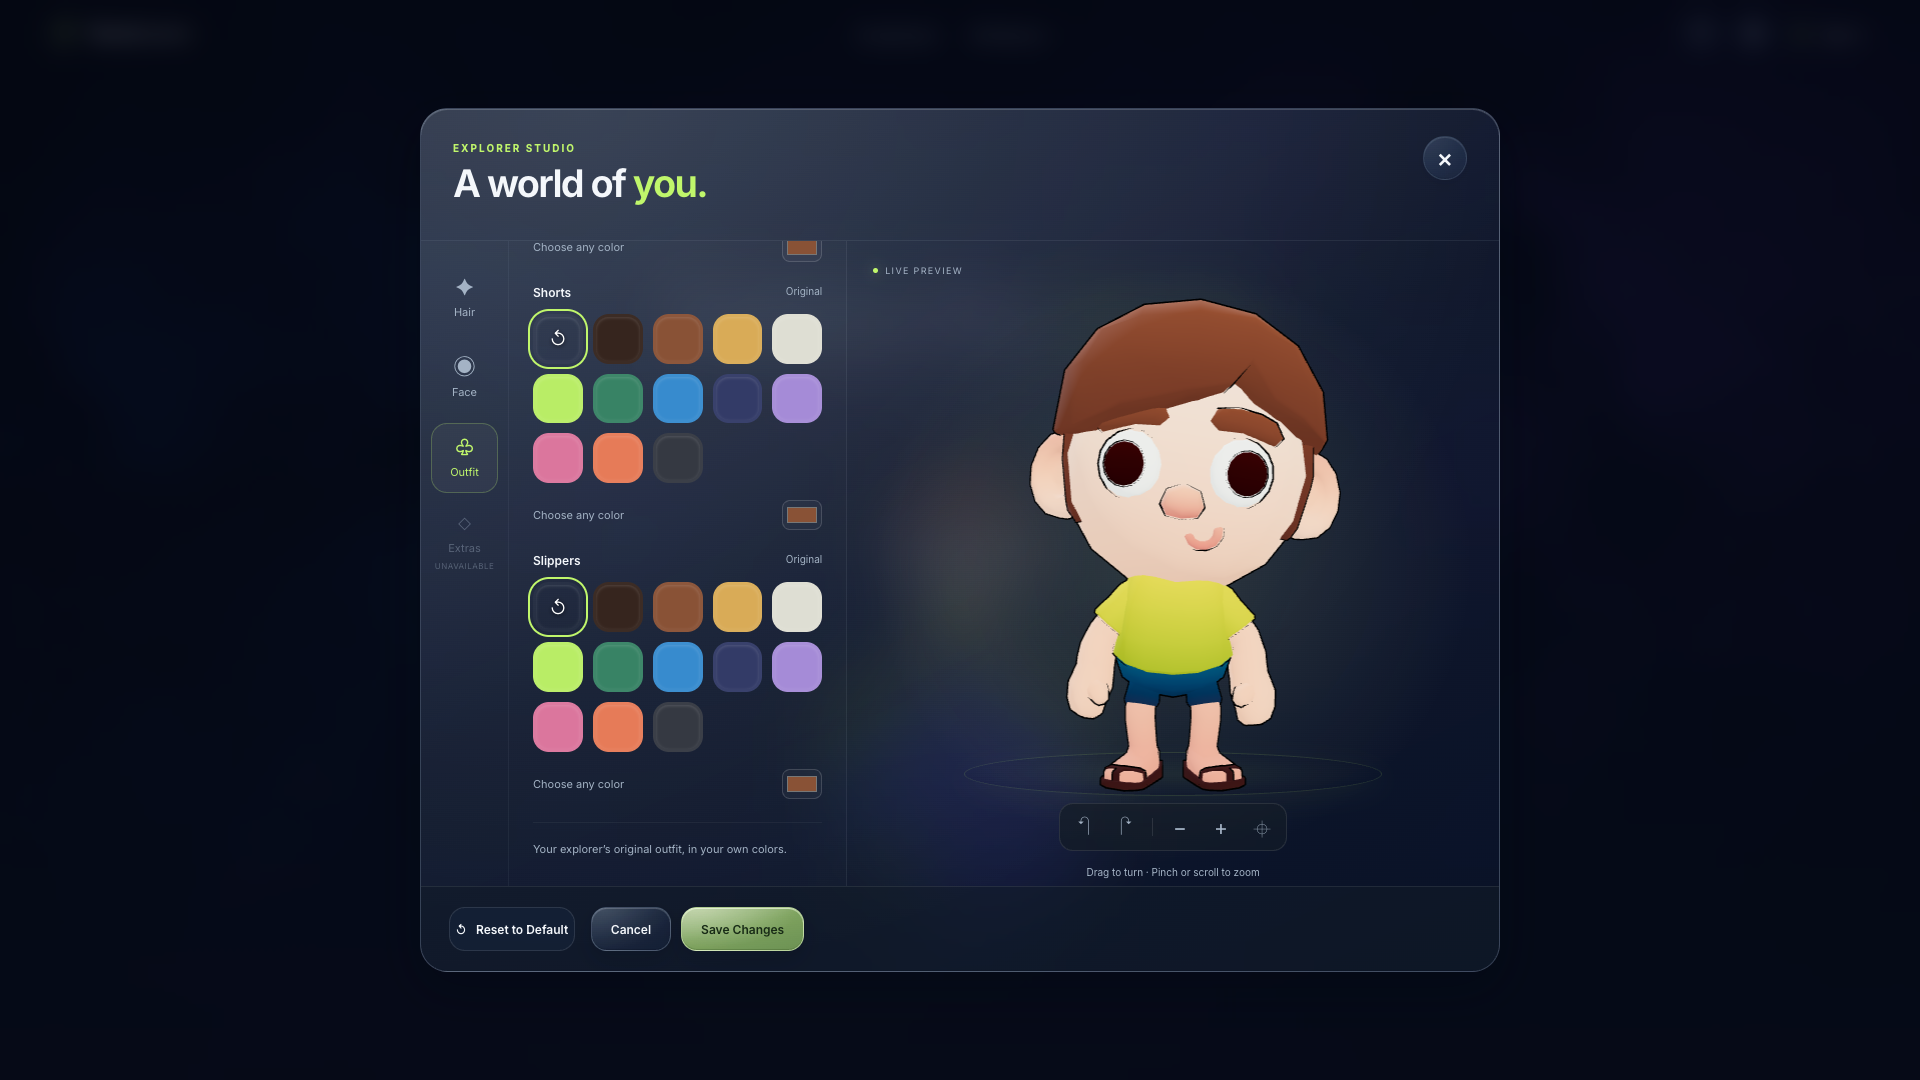 EXPLORER STUDIO
A world of you.
Hair
Face
Outfit
Extras
UNAVAILABLE
Choose any color
Shorts
Original
Choose any color
Slippers
Original
Choose any color
Your explorer’s original outfit, in your own colors.
LIVE PREVIEW
Drag to turn · Pinch or scroll to zoom
Reset to Default
Cancel
Save Changes